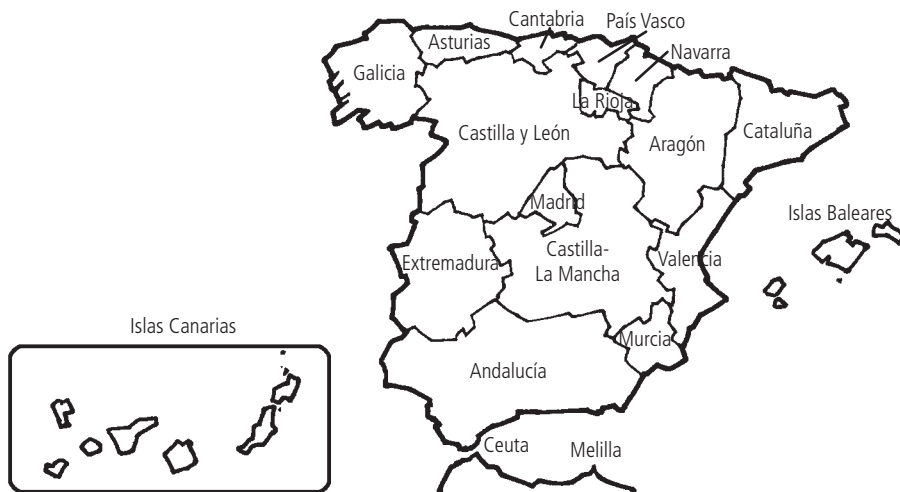 Cantabria
País Vasco
Asturias
Navarra
Galicia
La Rioja
Castilla y León
Aragón
Cataluña
Madrid
Islas Baleares
Castilla-
La Mancha
Extremadura
Valencia
Islas Canarias
Murcia
Andalucía
Ceuta
Melilla